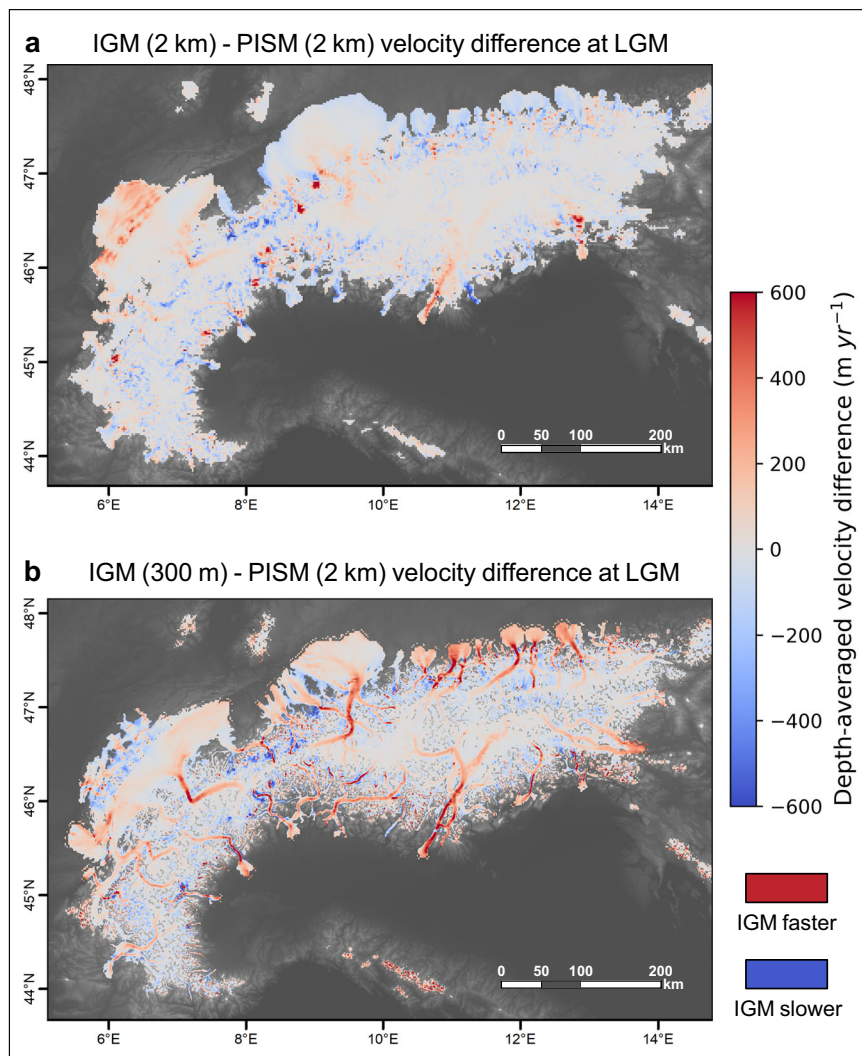 a IGM (2 km) - PISM (2 km) velocity difference at LGM
48°N
47°N
46°N
45°N
44°N
0 50 100 200
km
6°E 8°E 10°E 12°E 14°E
b IGM (300 m) - PISM (2 km) velocity difference at LGM
48°N
47°N
46°N
45°N
44°N
0 50 100 200
km
6°E 8°E 10°E 12°E 14°E
600
400
200
0
−200
−400
−600
Depth-averaged velocity difference (m yr⁻¹)
IGM faster
IGM slower